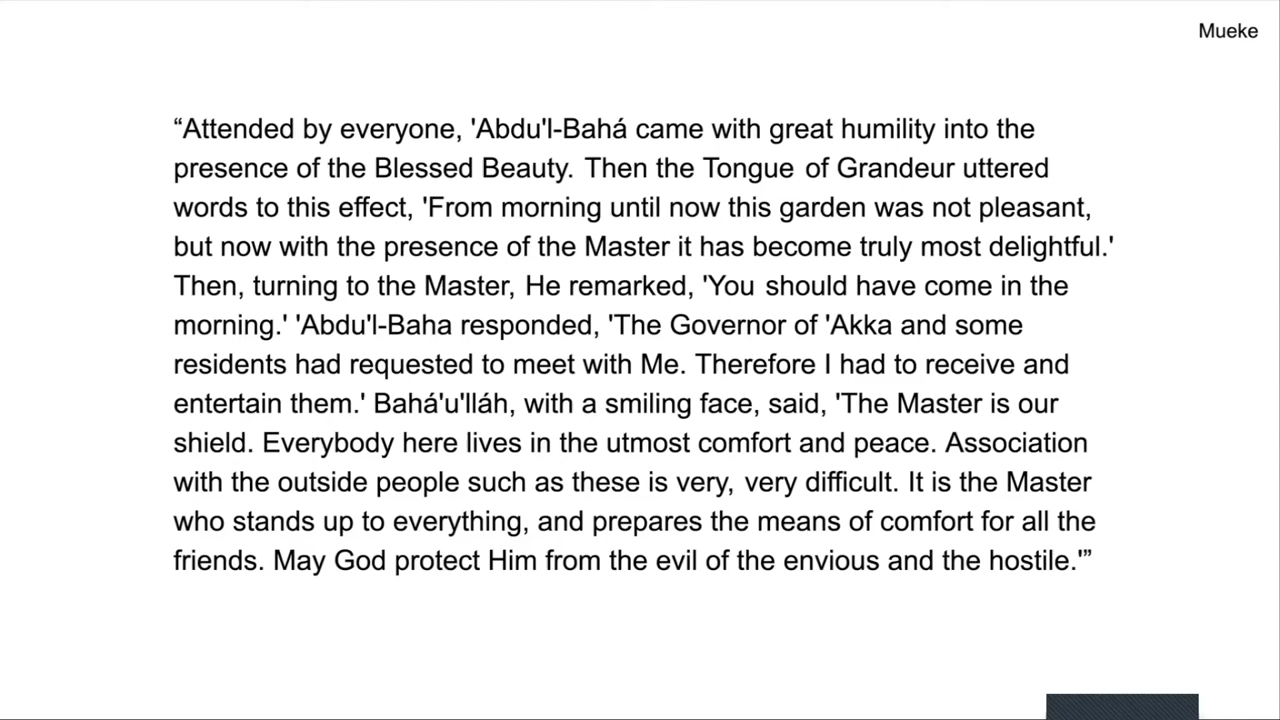 Mueke
“Attended by everyone, 'Abdu'l-Bahá came with great humility into the
presence of the Blessed Beauty. Then the Tongue of Grandeur uttered
words to this effect, 'From morning until now this garden was not pleasant,
but now with the presence of the Master it has become truly most delightful.'
Then, turning to the Master, He remarked, 'You should have come in the
morning.' 'Abdu'l-Baha responded, 'The Governor of 'Akka and some
residents had requested to meet with Me. Therefore I had to receive and
entertain them.' Bahá'u'lláh, with a smiling face, said, 'The Master is our
shield. Everybody here lives in the utmost comfort and peace. Association
with the outside people such as these is very, very difficult. It is the Master
who stands up to everything, and prepares the means of comfort for all the
friends. May God protect Him from the evil of the envious and the hostile.'”